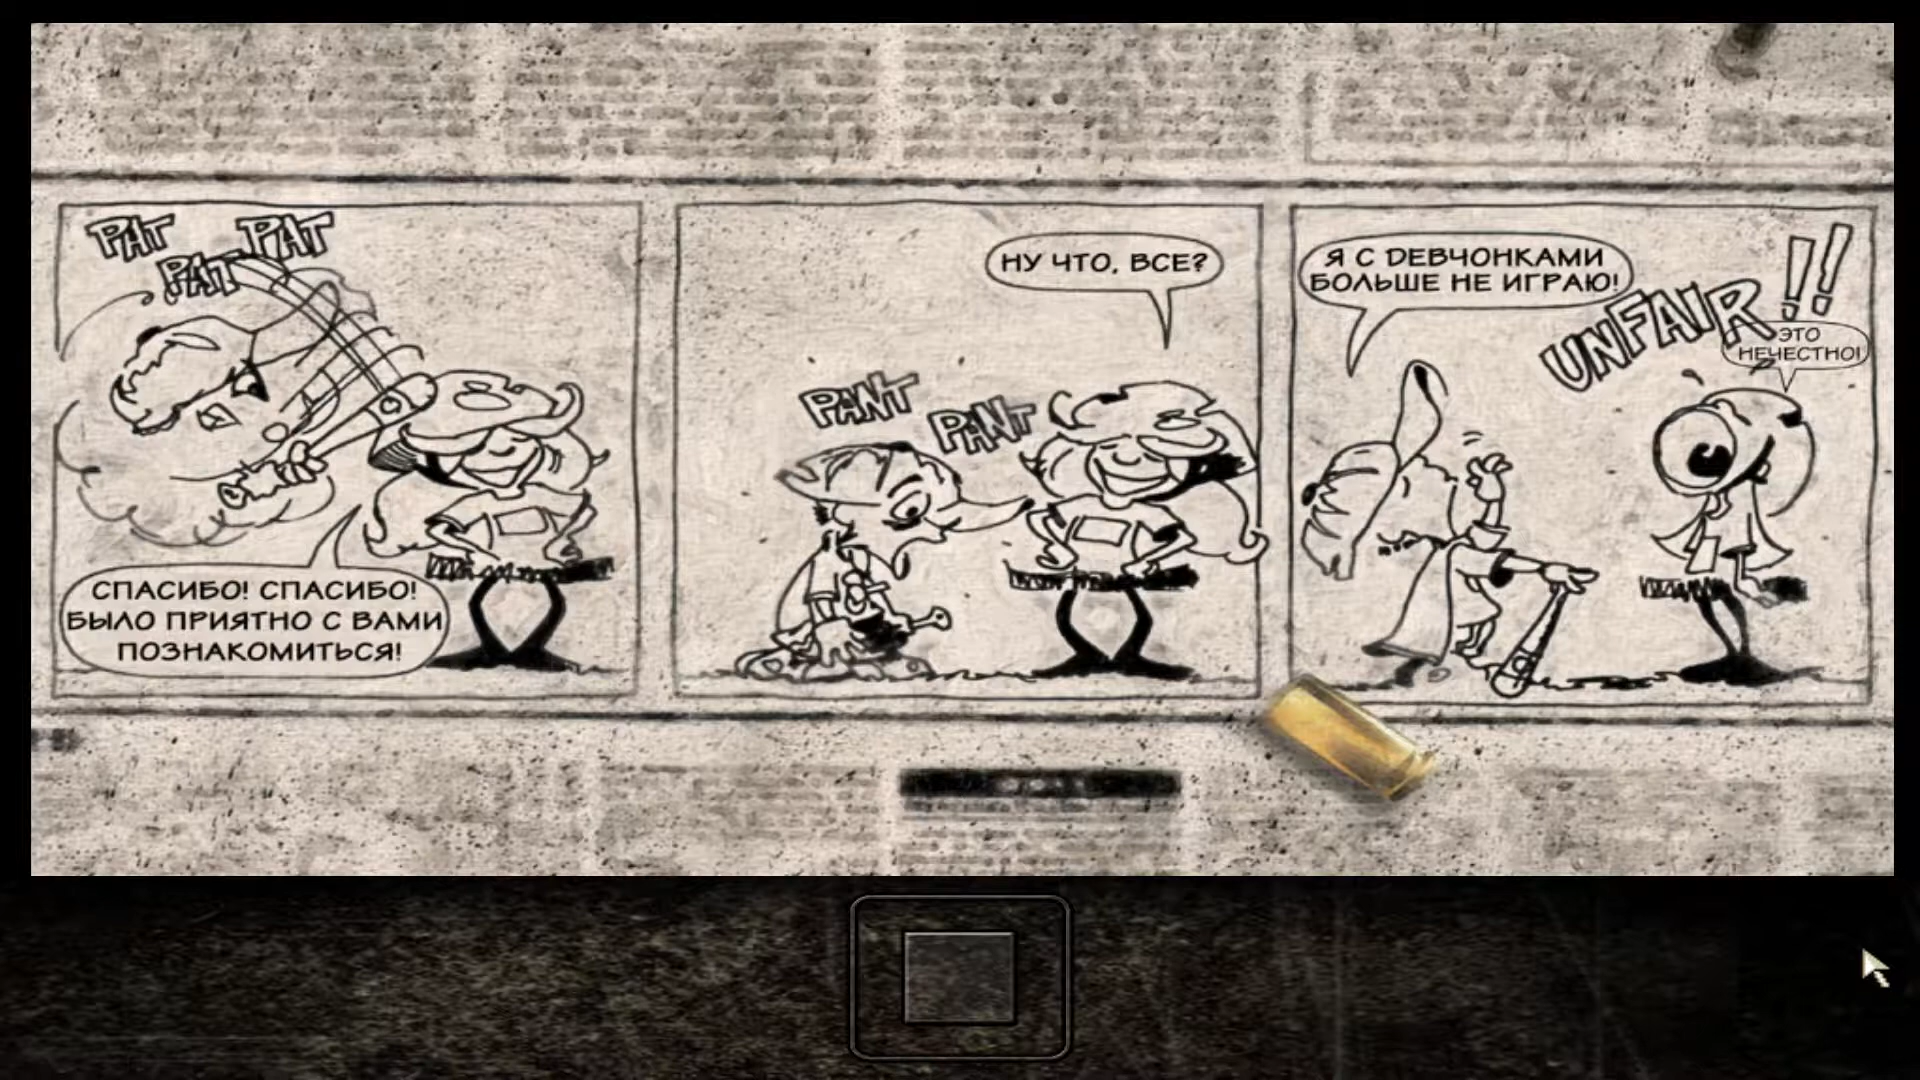 PAT
PAT
PAT
СПАСИБО! СПАСИБО!
БЫЛО ПРИЯТНО С ВАМИ
ПОЗНАКОМИТЬСЯ!
НУ ЧТО, ВСЕ?
PANT
PANT
Я С ДЕВЧОНКАМИ
БОЛЬШЕ НЕ ИГРАЮ!
UNFAIR!!
ЭТО
НЕЧЕСТНО!